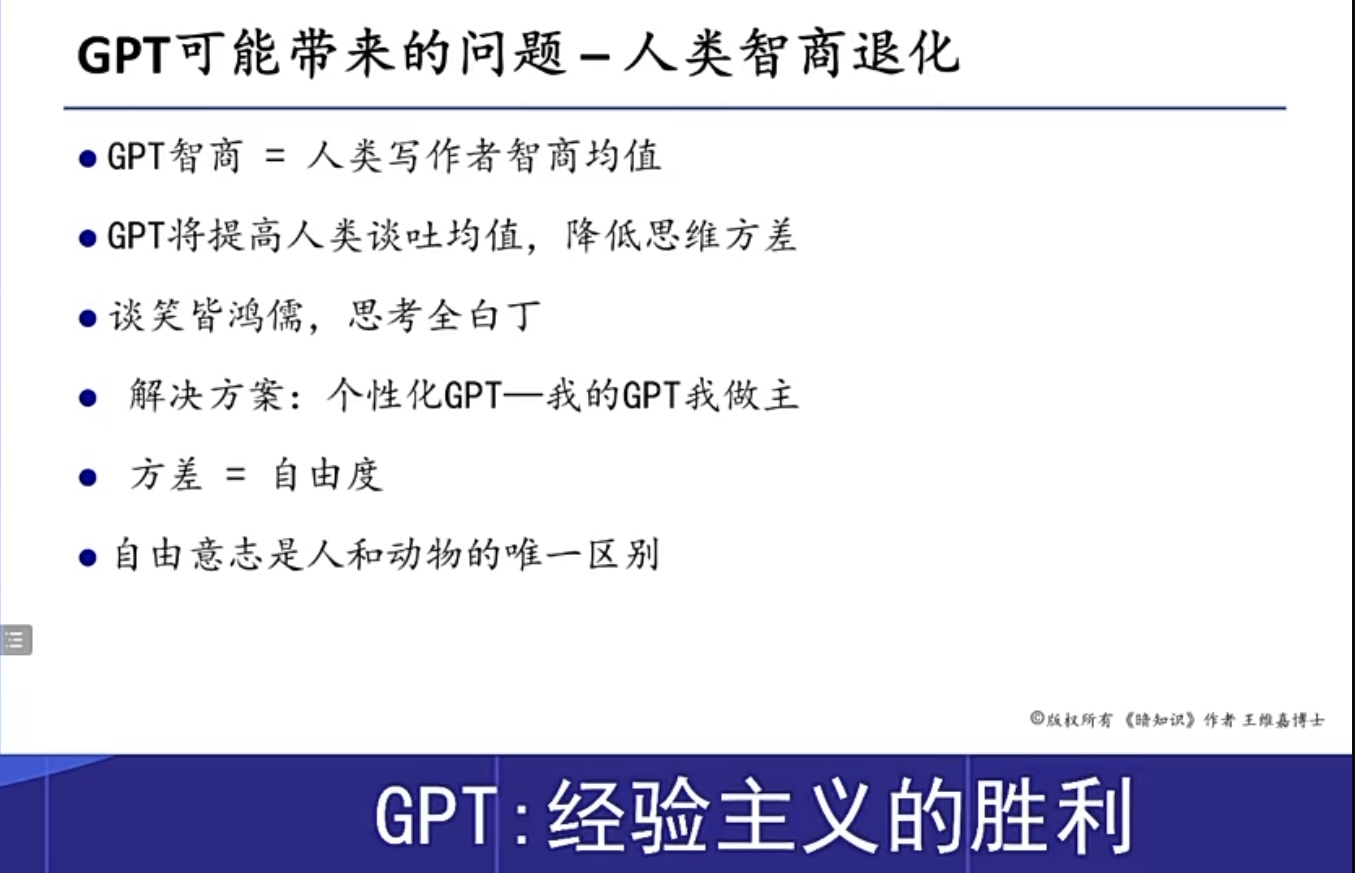 GPT可能带来的问题 – 人类智商退化
●GPT智商 = 人类写作者智商均值
●GPT将提高人类谈吐均值，降低思维方差
●谈笑皆鸿儒，思考全白丁
● 解决方案：个性化GPT—我的GPT我做主
● 方差 = 自由度
●自由意志是人和动物的唯一区别
©版权所有《暗知识》作者 王维嘉博士
GPT:经验主义的胜利